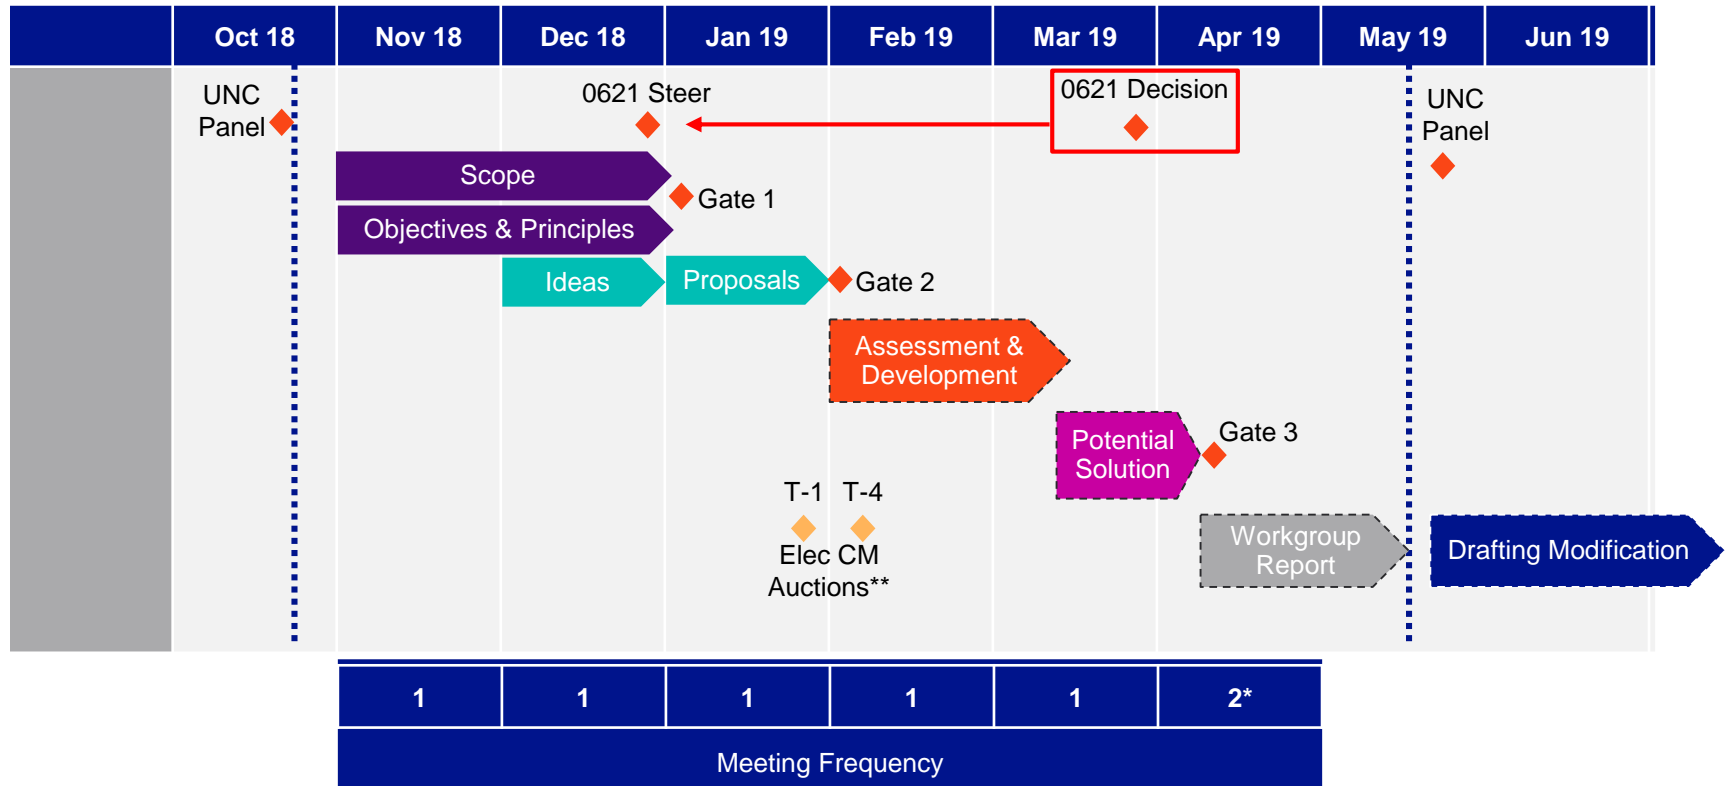 Oct 18 Nov 18 Dec 18 Jan 19 Feb 19 Mar 19 Apr 19 May 19 Jun 19
UNC
Panel
0621 Steer
0621 Decision
UNC
Panel
Scope
Gate 1
Objectives & Principles
Ideas
Proposals
Gate 2
Assessment &
Development
Potential
Solution
Gate 3
T-1 T-4
Elec CM
Auctions**
Workgroup
Report
Drafting Modification
1 1 1 1 1 2*
Meeting Frequency